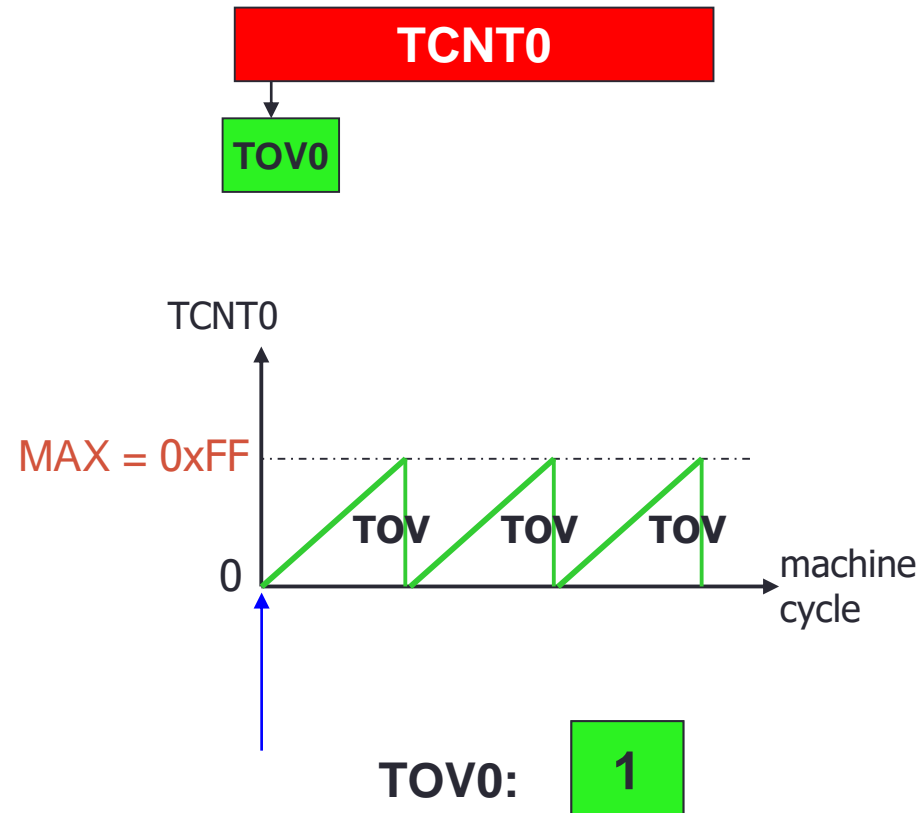 TCNT0
TOV0
TCNT0
MAX = 0xFF
TOV TOV TOV
0
machine
cycle
TOV0: 1